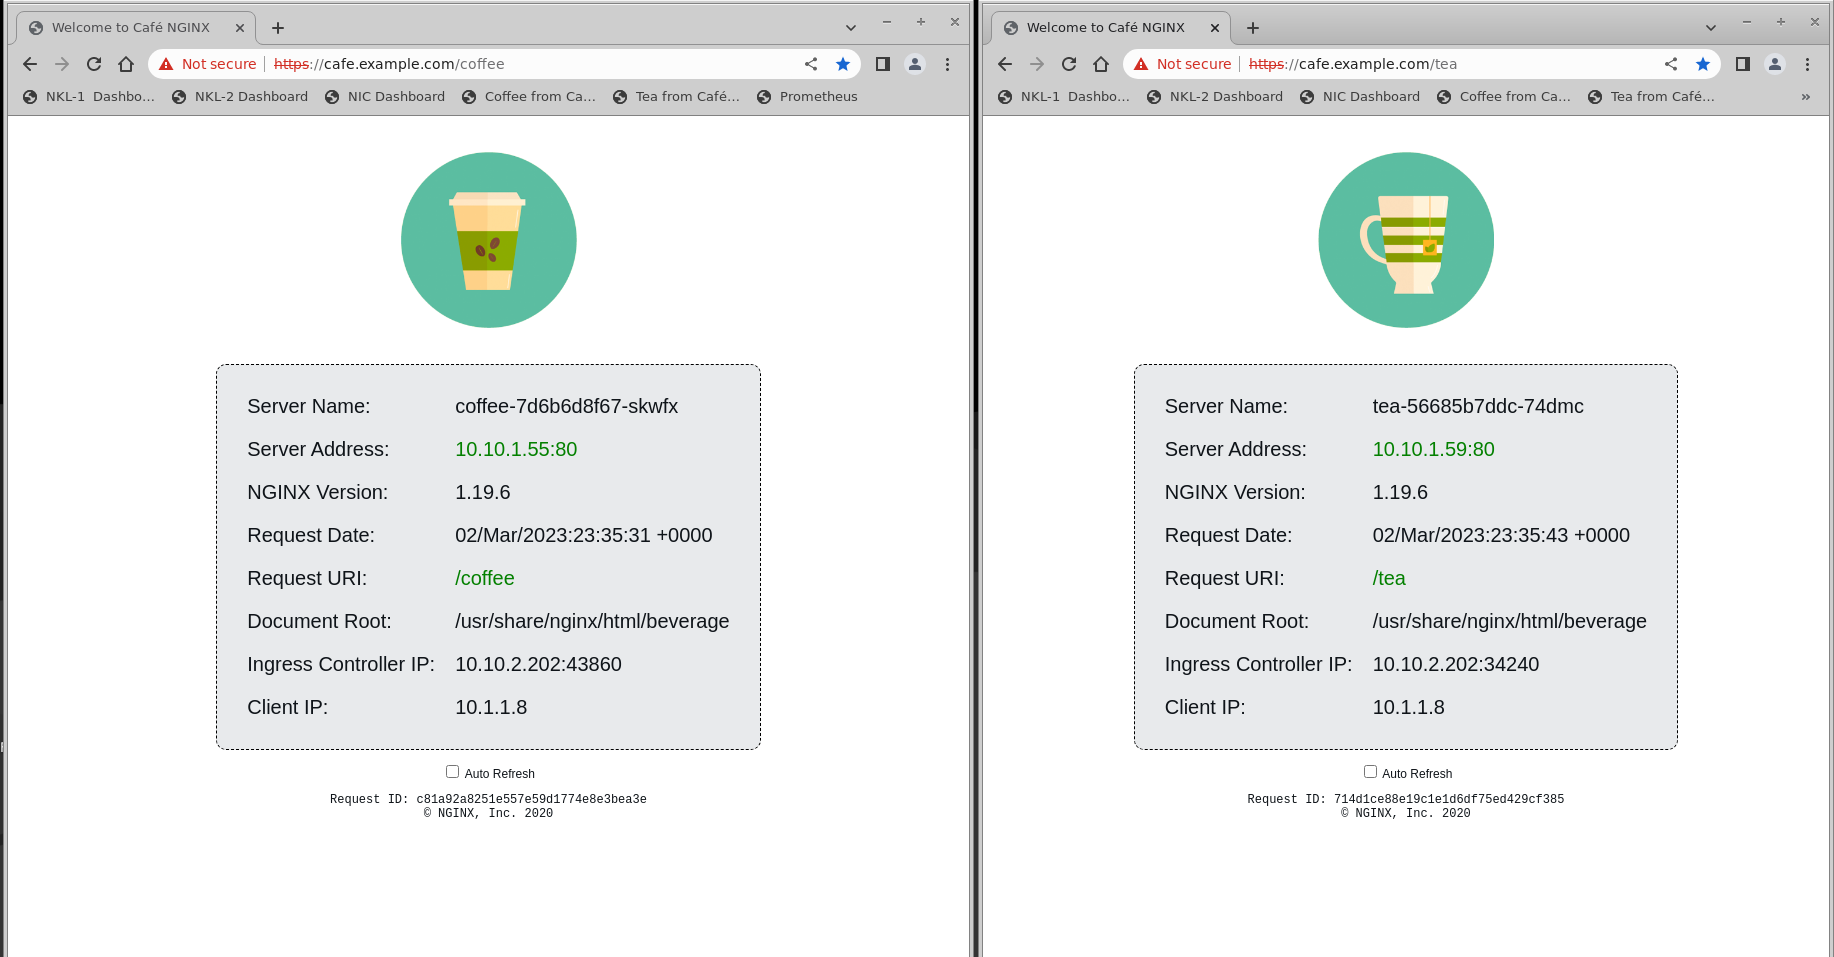 Welcome to Café NGINX
Not secure https://cafe.example.com/coffee
NKL-1 Dashbo... NKL-2 Dashboard NIC Dashboard Coffee from Ca... Tea from Café... Prometheus
Server Name: coffee-7d6b6d8f67-skwfx
Server Address: 10.10.1.55:80
NGINX Version: 1.19.6
Request Date: 02/Mar/2023:23:35:31 +0000
Request URI: /coffee
Document Root: /usr/share/nginx/html/beverage
Ingress Controller IP: 10.10.2.202:43860
Client IP: 10.1.1.8
Auto Refresh
Request ID: c81a92a8251e557e59d1774e8e3bea3e
© NGINX, Inc. 2020
Welcome to Café NGINX
Not secure https://cafe.example.com/tea
NKL-1 Dashbo... NKL-2 Dashboard NIC Dashboard Coffee from Ca... Tea from Café... »
Server Name: tea-56685b7ddc-74dmc
Server Address: 10.10.1.59:80
NGINX Version: 1.19.6
Request Date: 02/Mar/2023:23:35:43 +0000
Request URI: /tea
Document Root: /usr/share/nginx/html/beverage
Ingress Controller IP: 10.10.2.202:34240
Client IP: 10.1.1.8
Auto Refresh
Request ID: 714d1ce88e19c1e1d6df75ed429cf385
© NGINX, Inc. 2020